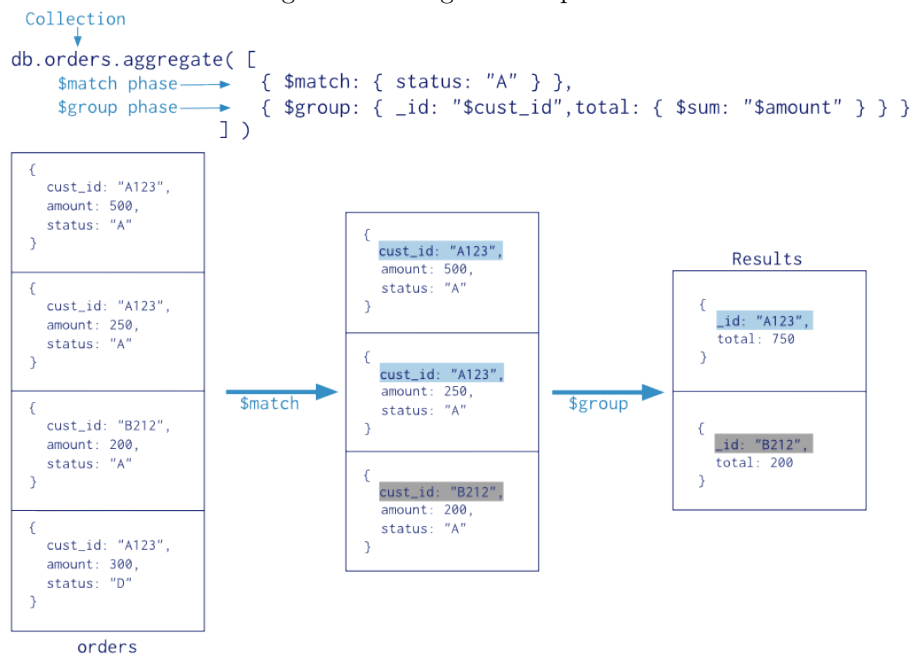 Collection
db.orders.aggregate( [
$match phase { $match: { status: "A" } },
$group phase { $group: { _id: "$cust_id",total: { $sum: "$amount" } } }
] )
{
cust_id: "A123",
amount: 500,
status: "A"
}
{
cust_id: "A123",
amount: 250,
status: "A"
}
{
cust_id: "B212",
amount: 200,
status: "A"
}
{
cust_id: "A123",
amount: 300,
status: "D"
}
orders
$match
{
cust_id: "A123",
amount: 500,
status: "A"
}
{
cust_id: "A123",
amount: 250,
status: "A"
}
{
cust_id: "B212",
amount: 200,
status: "A"
}
$group
Results
{
_id: "A123",
total: 750
}
{
_id: "B212",
total: 200
}